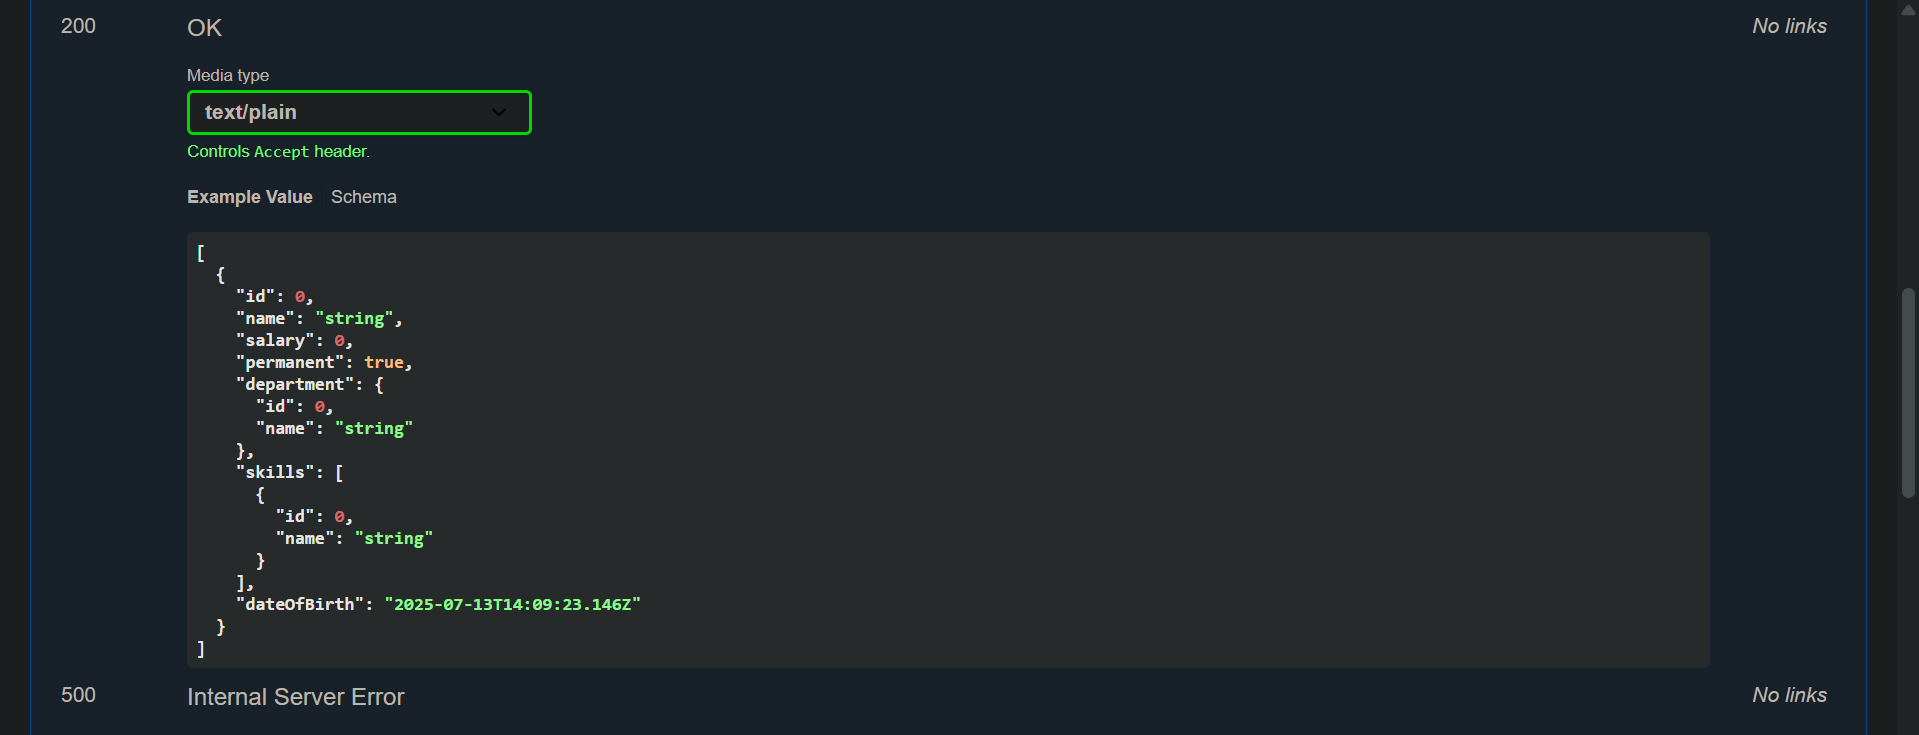 200 OK No links
Media type
text/plain
Controls Accept header.
Example Value Schema
[
  {
    "id": 0,
    "name": "string",
    "salary": 0,
    "permanent": true,
    "department": {
      "id": 0,
      "name": "string"
    },
    "skills": [
      {
        "id": 0,
        "name": "string"
      }
    ],
    "dateOfBirth": "2025-07-13T14:09:23.146Z"
  }
]
500 Internal Server Error No links